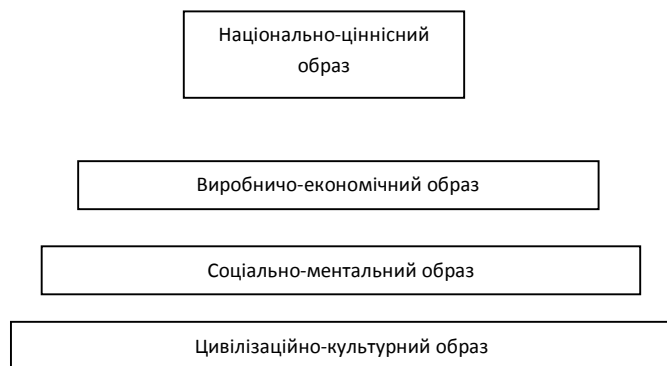 Національно-ціннісний
образ
Виробничо-економічний образ
Соціально-ментальний образ
Цивілізаційно-культурний образ